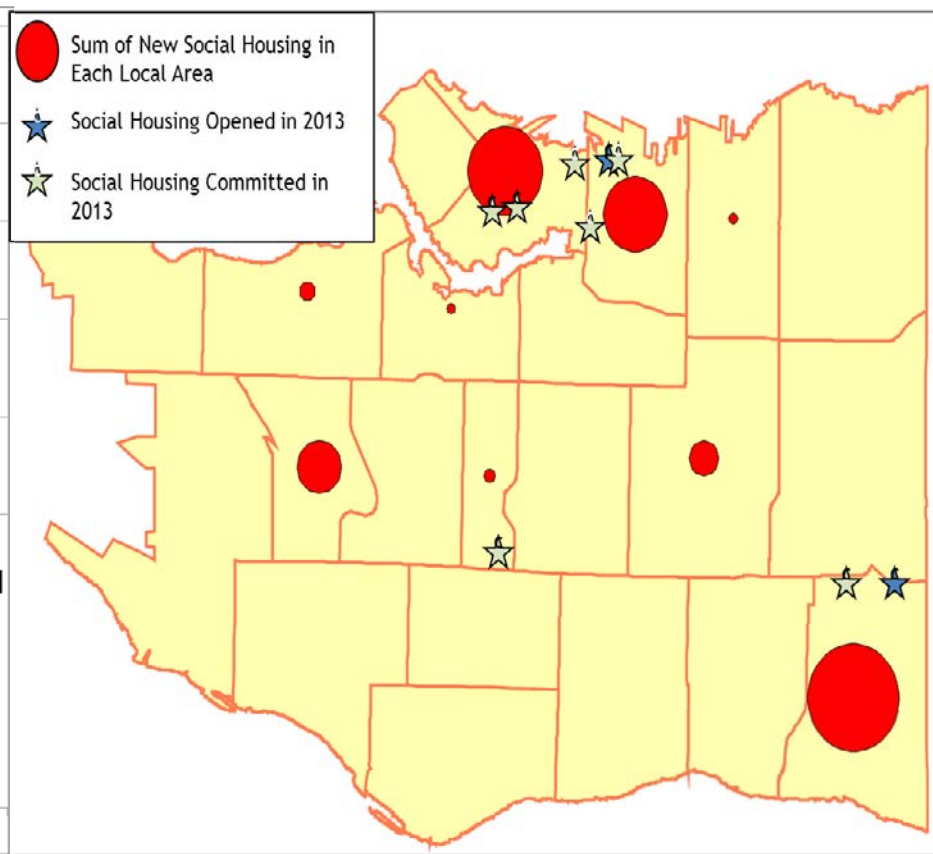 Sum of New Social Housing in
Each Local Area
Social Housing Opened in 2013
Social Housing Committed in
2013